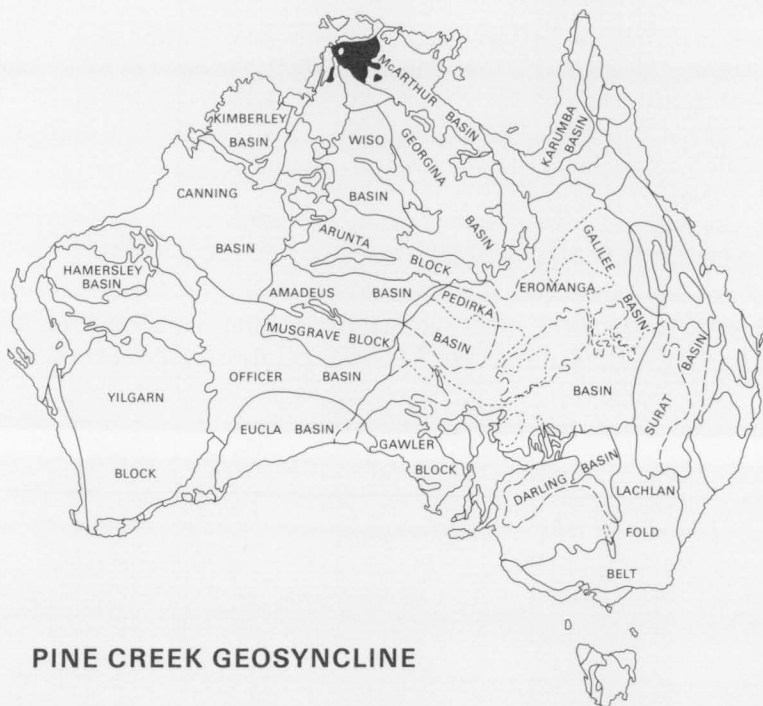 McARTHUR BASIN
KIMBERLEY
BASIN
KARUMBA
BASIN
WISO
BASIN
GEORGINA
BASIN
CANNING
BASIN
ARUNTA
BLOCK
GALILEE
BASIN
HAMERSLEY
BASIN
AMADEUS BASIN
PEDIRKA
BASIN
EROMANGA
BASIN
MUSGRAVE BLOCK
YILGARN
BLOCK
OFFICER BASIN
SURAT
BASIN
EUCLA BASIN
GAWLER
BLOCK
DARLING
BASIN
LACHLAN
FOLD
BELT
PINE CREEK GEOSYNCLINE